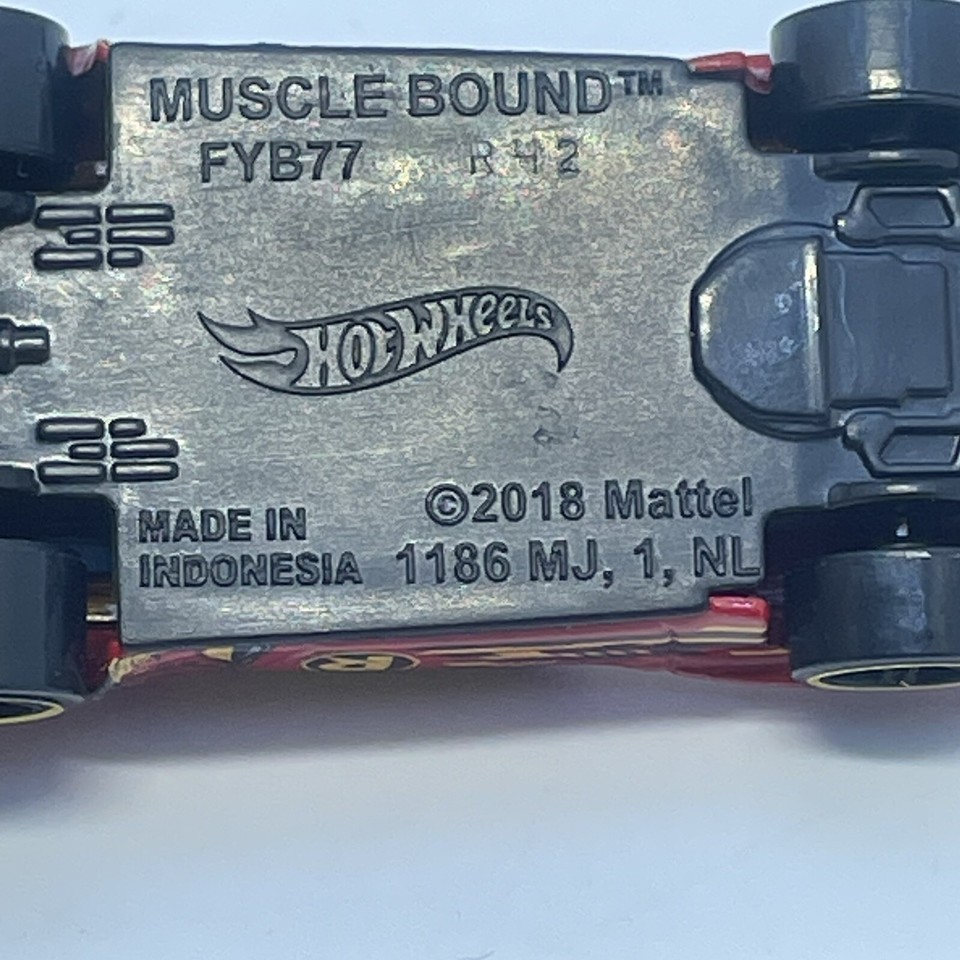 MUSCLE BOUND™
FYB77 R42
HOT WHEELS
©2018 Mattel
MADE IN
INDONESIA
1186 MJ, 1, NL
R